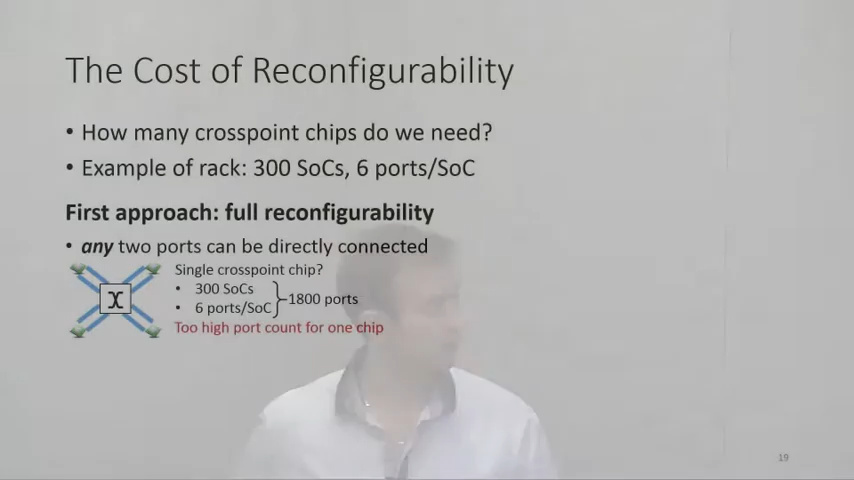 The Cost of Reconfigurability
• How many crosspoint chips do we need?
• Example of rack: 300 SoCs, 6 ports/SoC
First approach: full reconfigurability
• any two ports can be directly connected
Single crosspoint chip?
• 300 SoCs
• 6 ports/SoC
1800 ports
Too high port count for one chip
19